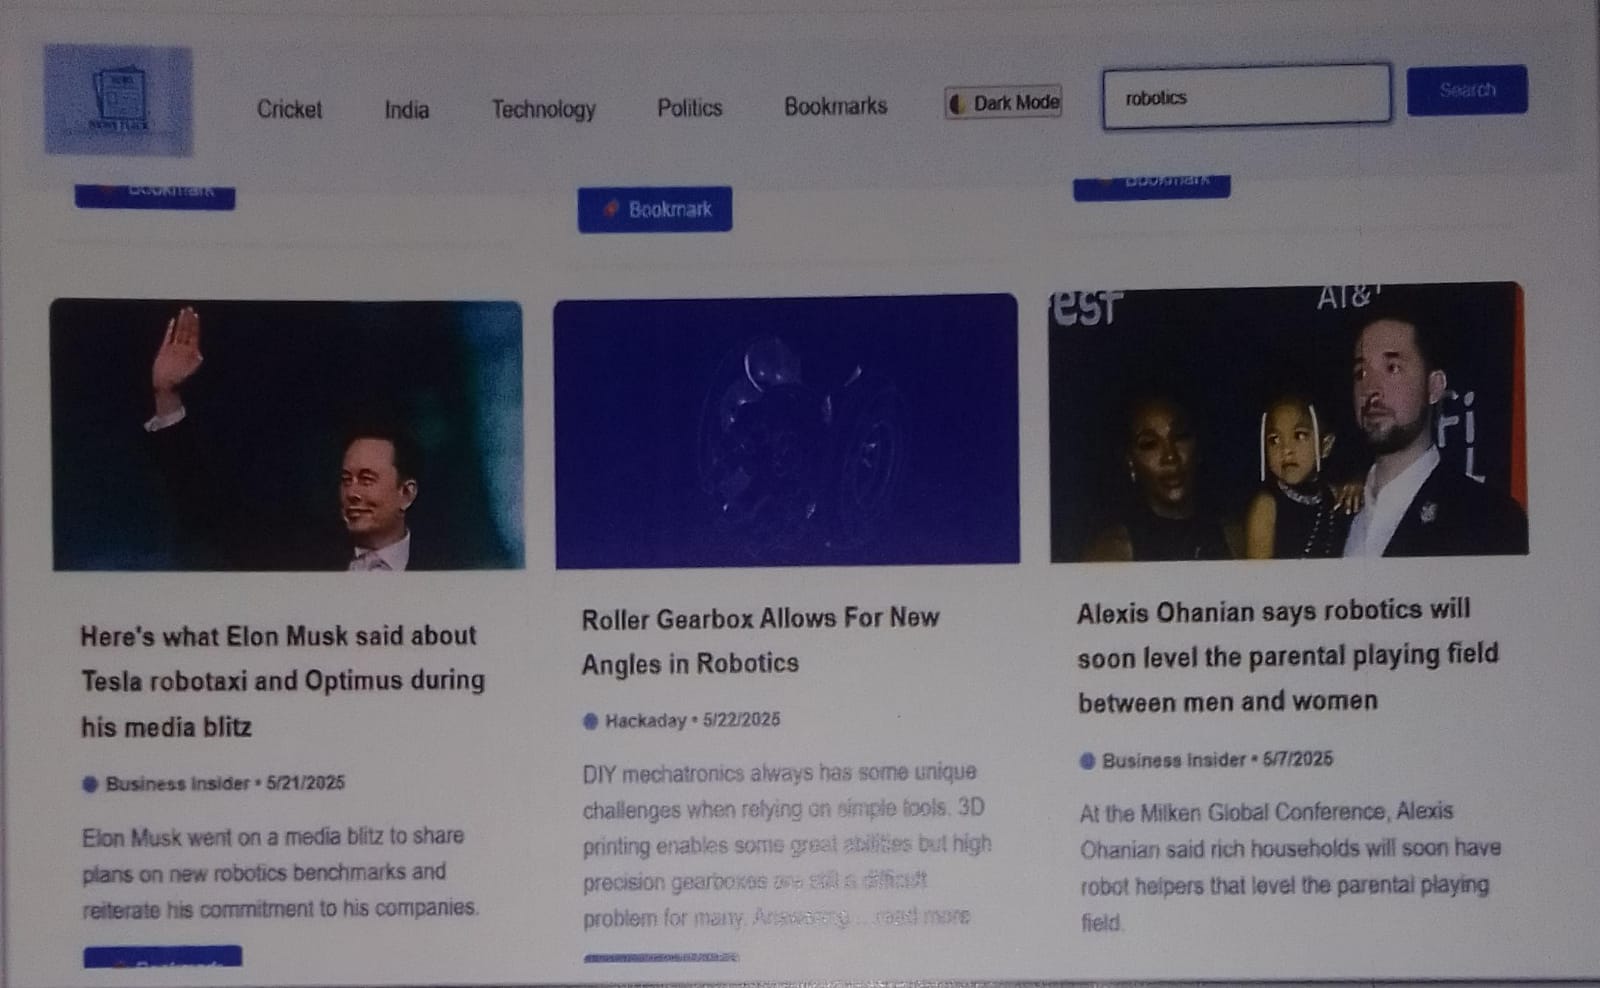 NEWS
Cricket
India
Technology
Politics
Bookmarks
Dark Mode
robotics
Search
Bookmark
Bookmark
Bookmark
est
AT&T
Here's what Elon Musk said about
Tesla robotaxi and Optimus during
his media blitz
Business Insider • 5/21/2025
Elon Musk went on a media blitz to share
plans on new robotics benchmarks and
reiterate his commitment to his companies.
Bookmark
Roller Gearbox Allows For New
Angles in Robotics
Hackaday • 5/22/2025
DIY mechatronics always has some unique
challenges when relying on simple tools. 3D
printing enables some great abilities but high
precision gearboxes are still a difficult
problem for many. Answering ...read more
Alexis Ohanian says robotics will
soon level the parental playing field
between men and women
Business Insider • 5/7/2025
At the Milken Global Conference, Alexis
Ohanian said rich households will soon have
robot helpers that level the parental playing
field.